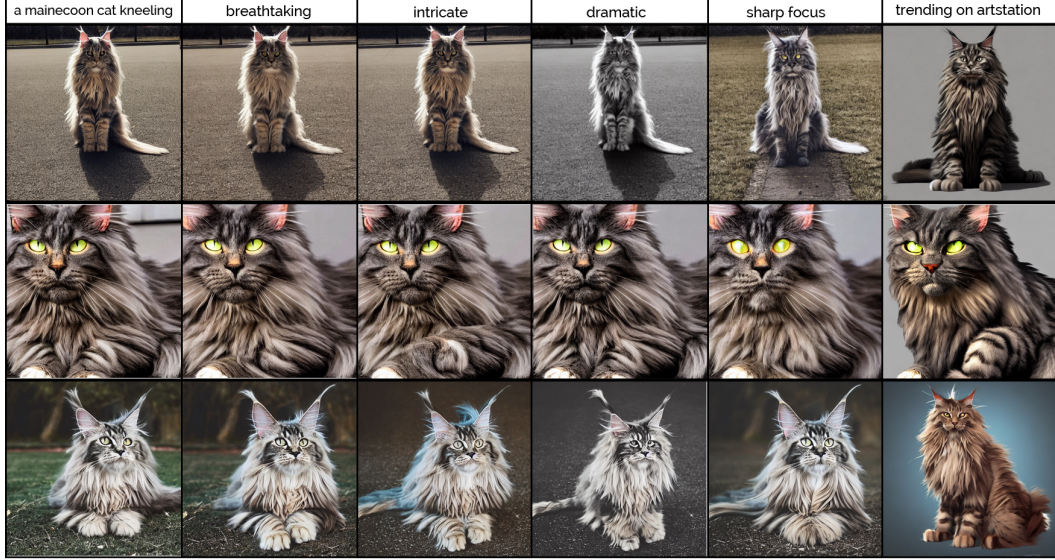 a mainecoon cat kneeling
breathtaking
intricate
dramatic
sharp focus
trending on artstation